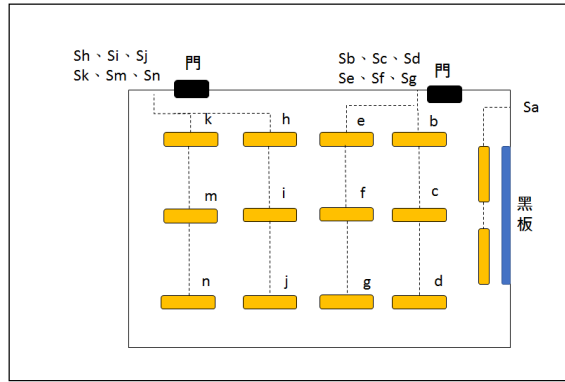 Sh、Si、Sj
Sk、Sm、Sn
門
Sb、Sc、Sd
Se、Sf、Sg
門
Sa
k
h
e
b
m
i
f
c
n
j
g
d
黑
板